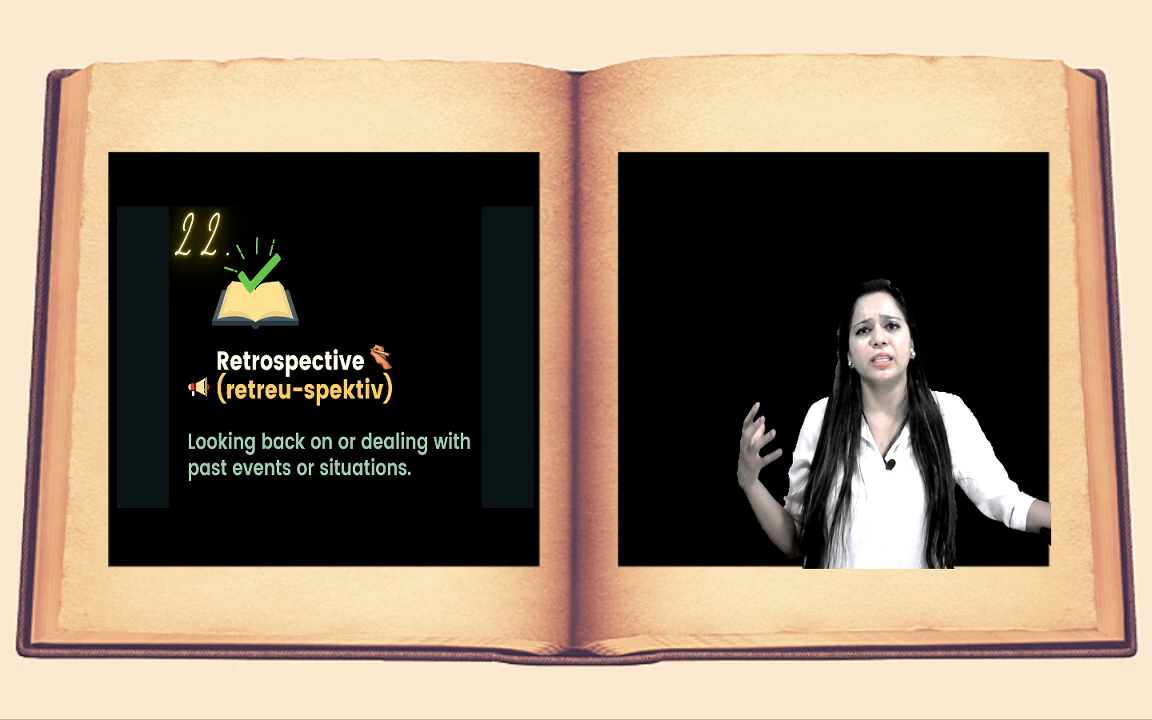 22.
Retrospective
(retreu-spektiv)
Looking back on or dealing with
past events or situations.